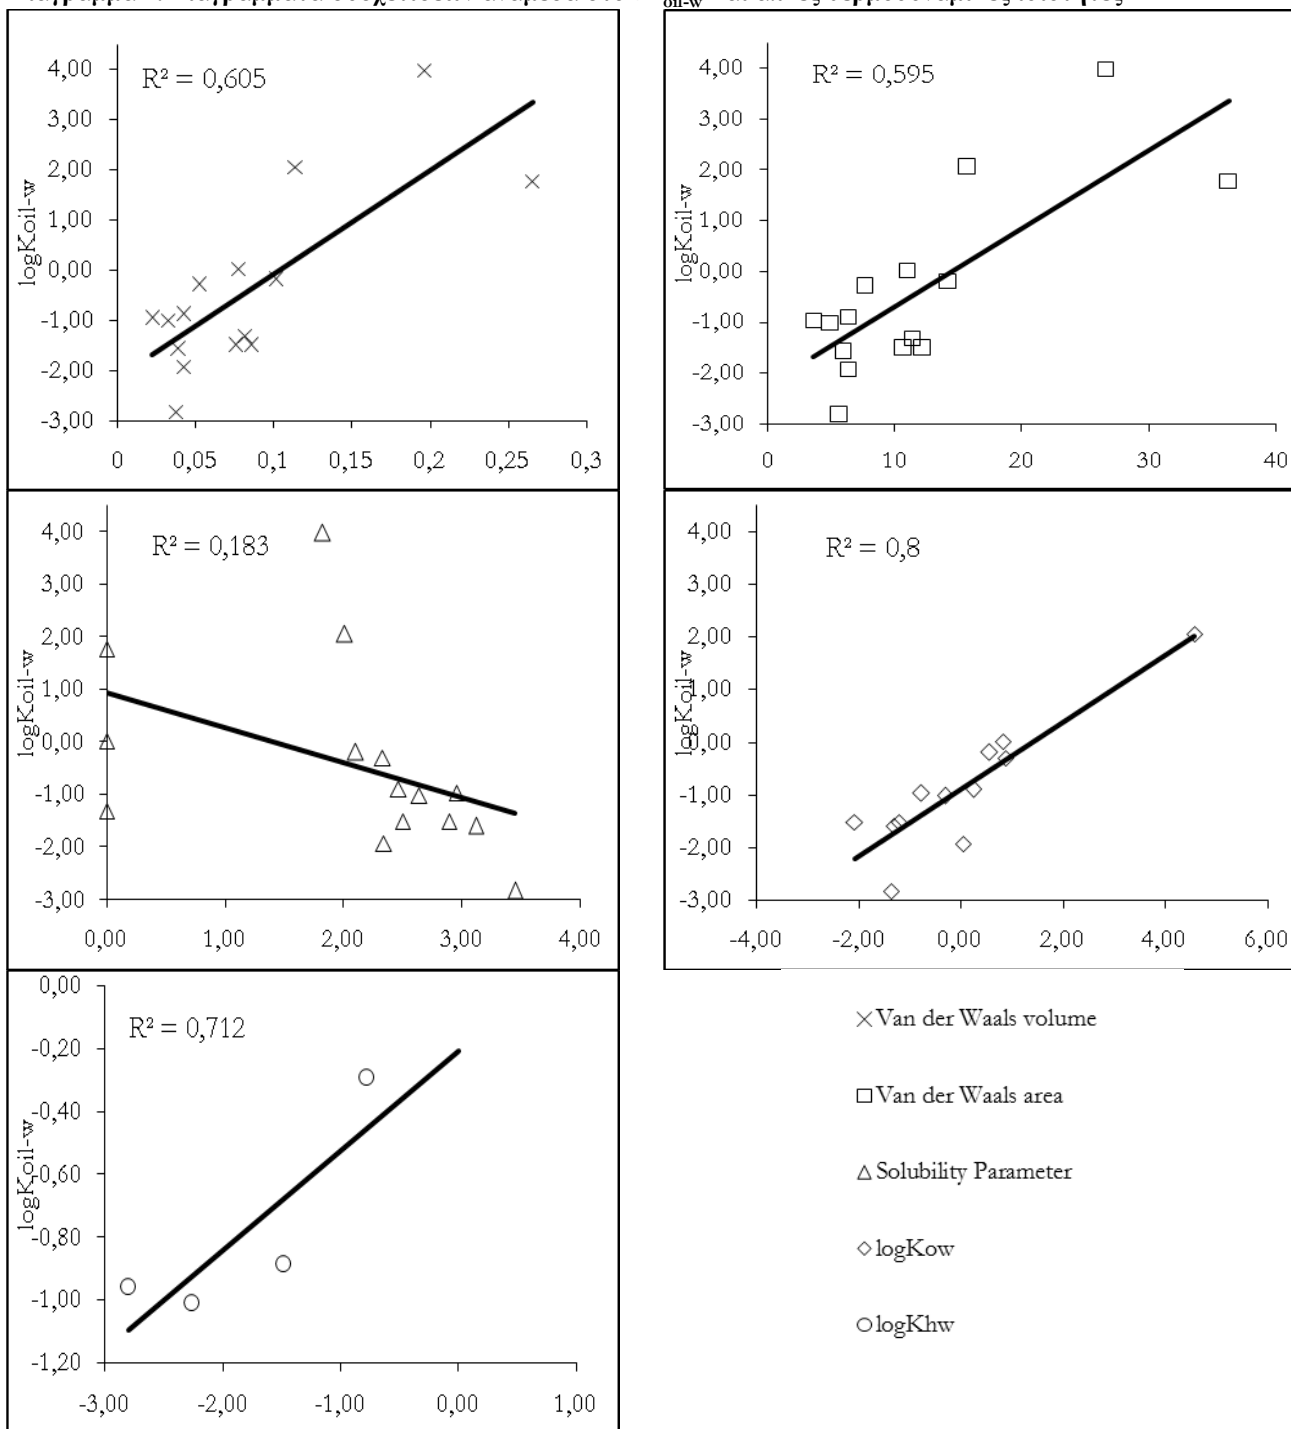 oil-w
R² = 0,605
logKoil-w
4,00
3,00
2,00
1,00
0,00
-1,00
-2,00
-3,00
0 0,05 0,1 0,15 0,2 0,25 0,3
R² = 0,595
logKoil-w
4,00
3,00
2,00
1,00
0,00
-1,00
-2,00
-3,00
0 10 20 30 40
R² = 0,183
logKoil-w
4,00
3,00
2,00
1,00
0,00
-1,00
-2,00
-3,00
0,00 1,00 2,00 3,00 4,00
R² = 0,8
logKoil-w
4,00
3,00
2,00
1,00
0,00
-1,00
-2,00
-3,00
-4,00 -2,00 0,00 2,00 4,00 6,00
R² = 0,712
logKoil-w
0,00
-0,20
-0,40
-0,60
-0,80
-1,00
-1,20
-3,00 -2,00 -1,00 0,00 1,00
Van der Waals volume
Van der Waals area
Solubility Parameter
logKow
logKhw